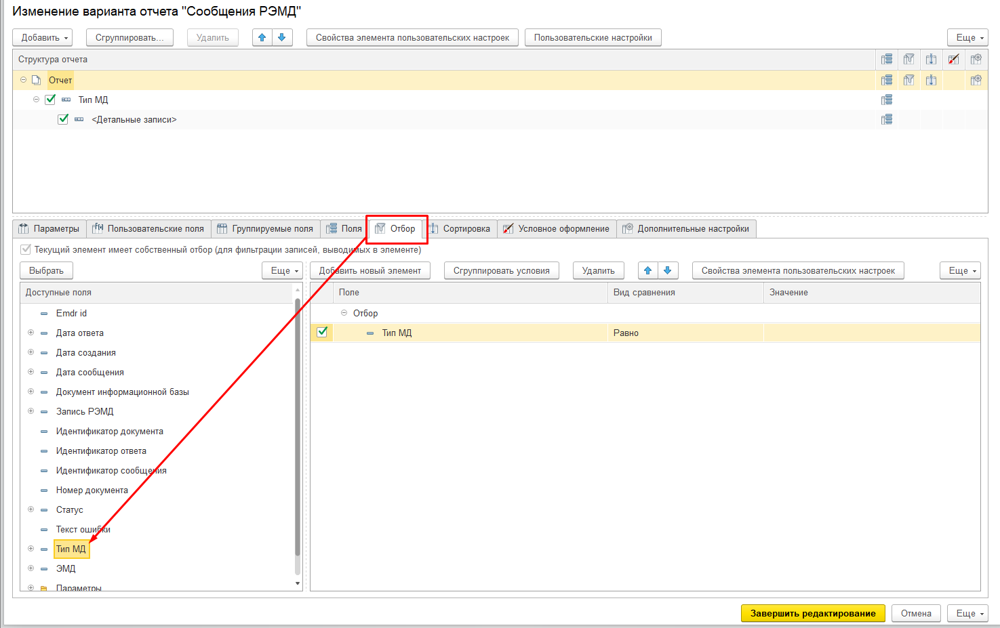 Изменение варианта отчета "Сообщения РЭМД"
Добавить Сгруппировать... Удалить Свойства элемента пользовательских настроек Пользовательские настройки Еще
Структура отчета
Отчет
Тип МД
<Детальные записи>
Параметры Пользовательские поля Группируемые поля Поля Отбор Сортировка Условное оформление Дополнительные настройки
Текущий элемент имеет собственный отбор (для фильтрации записей, выводимых в элементе)
Выбрать Еще Добавить новый элемент Сгруппировать условия Удалить Свойства элемента пользовательских настроек Еще
Доступные поля Поле Вид сравнения Значение
Emdr id Отбор
Дата ответа Тип МД Равно
Дата создания
Дата сообщения
Документ информационной базы
Запись РЭМД
Идентификатор документа
Идентификатор ответа
Идентификатор сообщения
Номер документа
Статус
Текст ошибки
Тип МД
ЭМД
Параметры
Завершить редактирование Отмена Еще